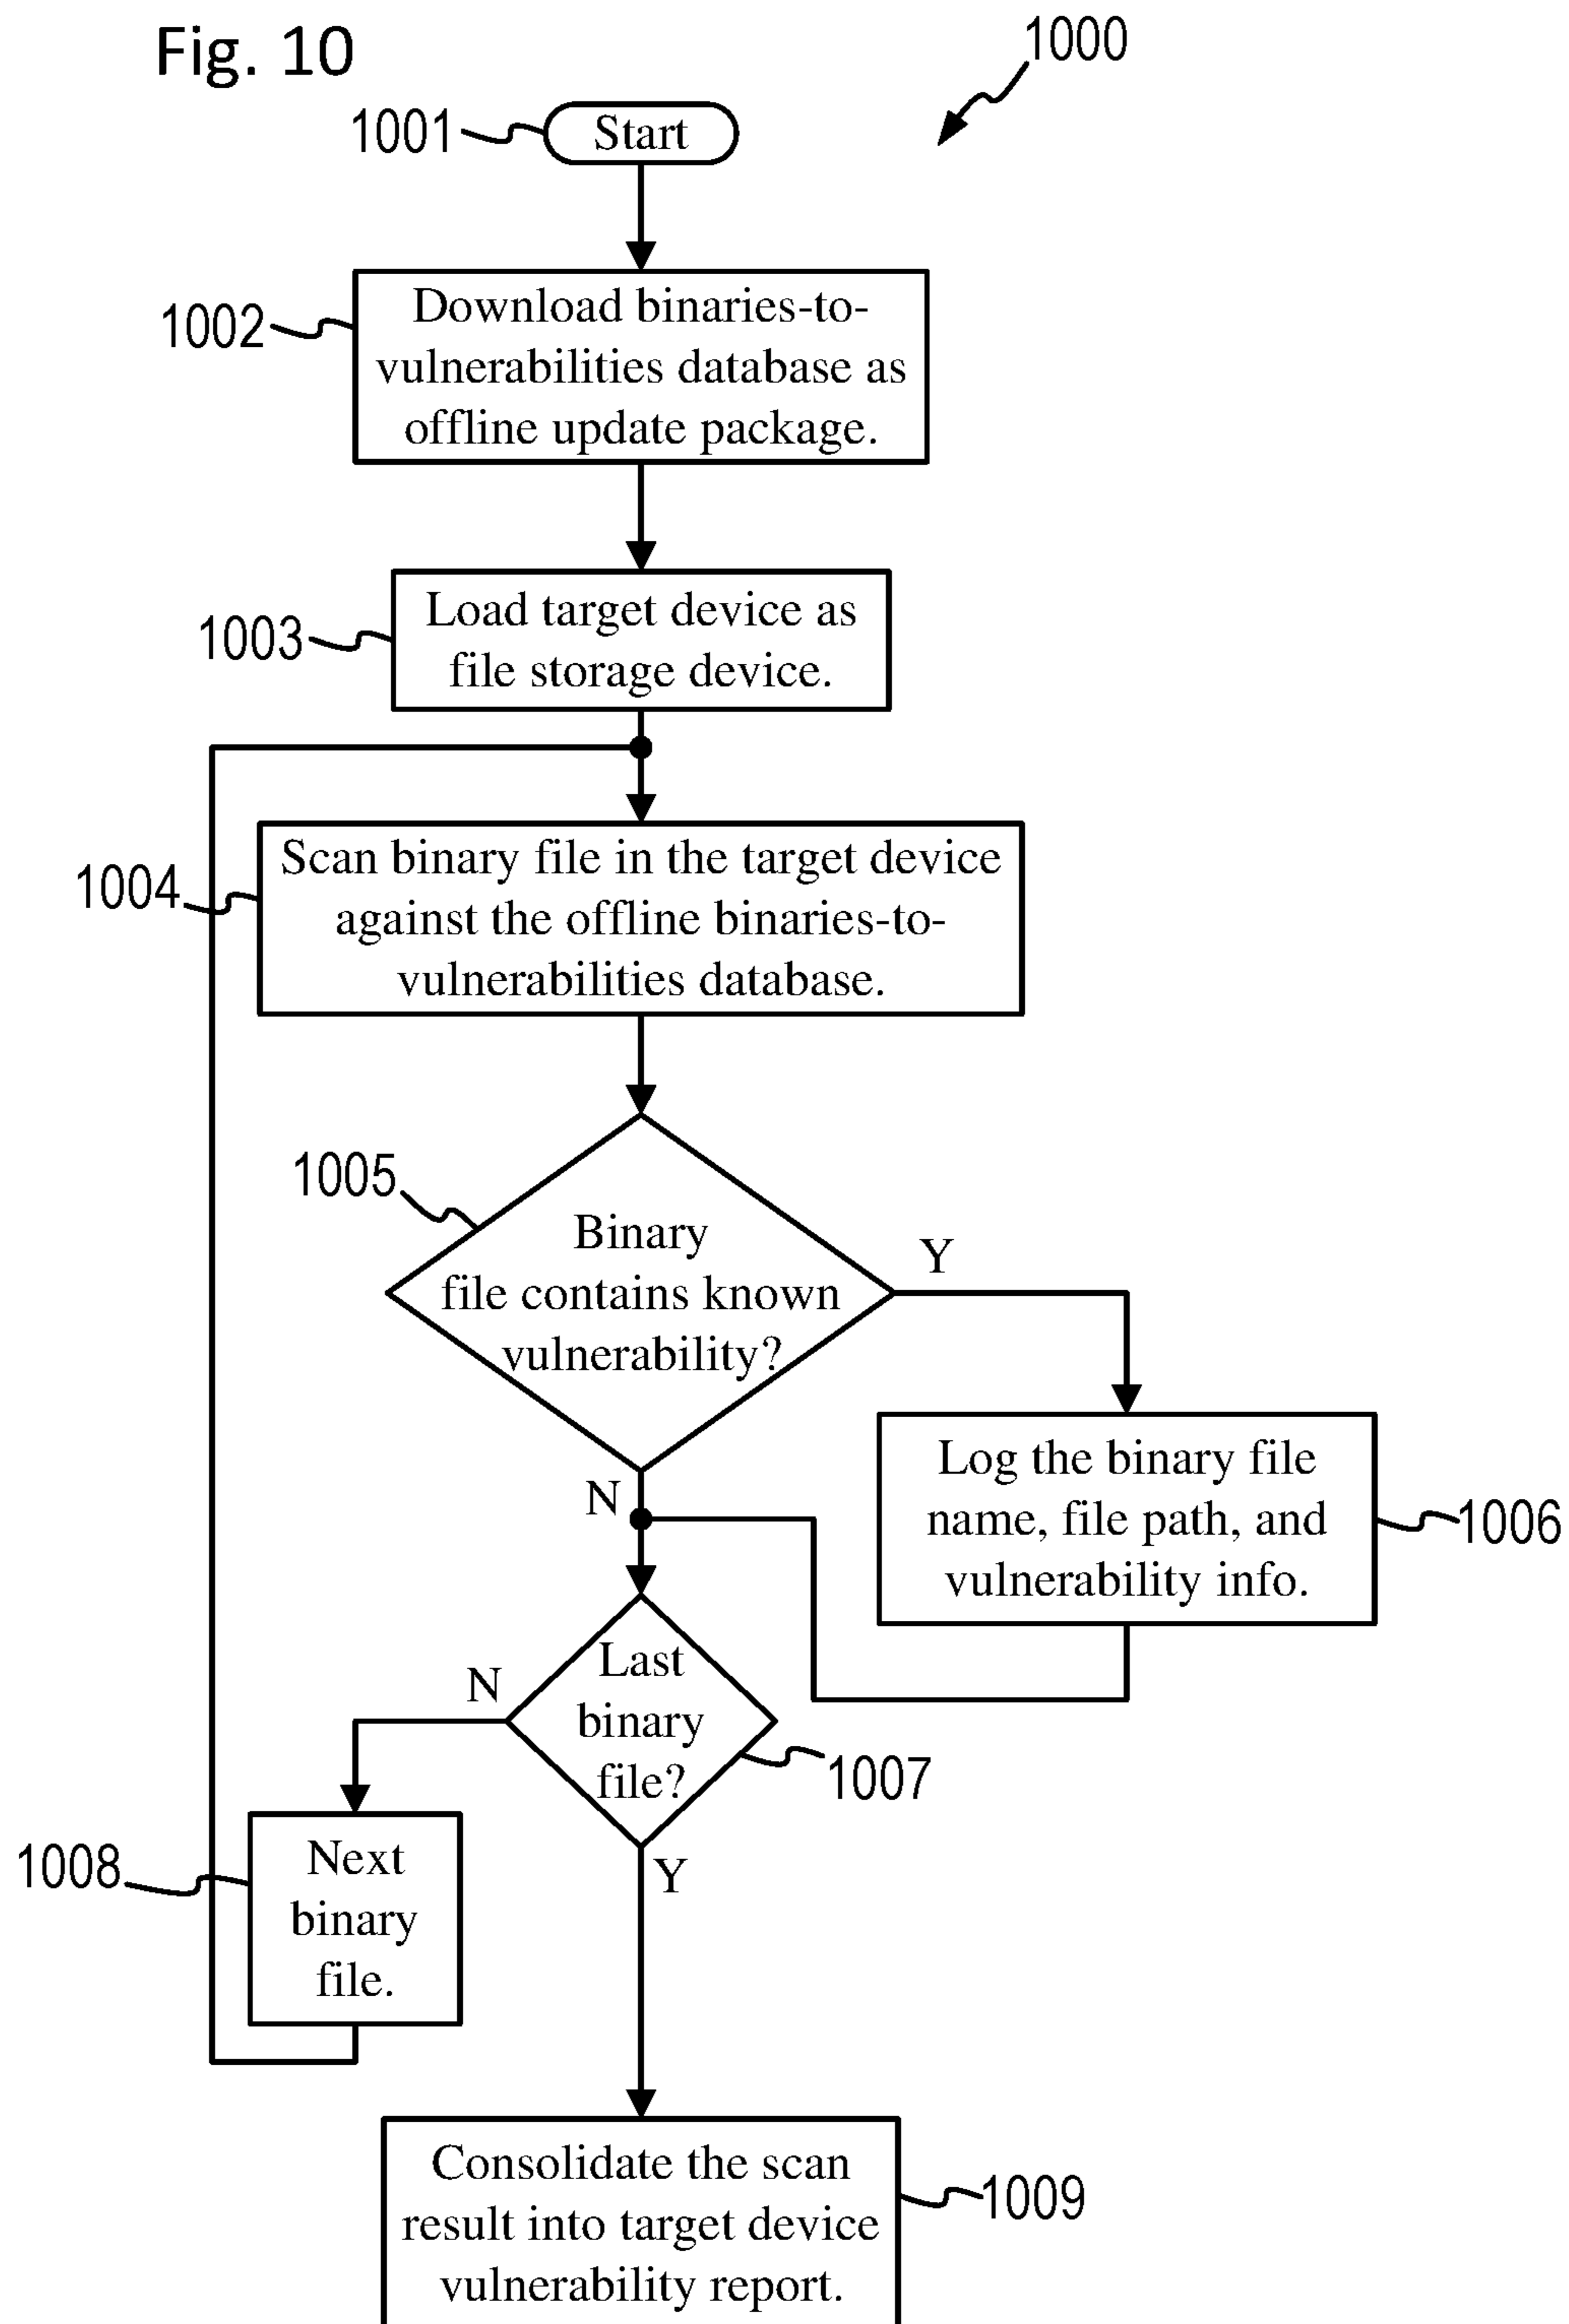 Fig. 10
1000
1001
Start
1002
Download binaries-to-
vulnerabilities database as
offline update package.
1003
Load target device as
file storage device.
1004
Scan binary file in the target device
against the offline binaries-to-
vulnerabilities database.
1005
Binary
file contains known
vulnerability?
Y
N
Log the binary file
name, file path, and
vulnerability info.
1006
Last
binary
file?
N
1007
Y
1008
Next
binary
file.
Consolidate the scan
result into target device
vulnerability report.
1009